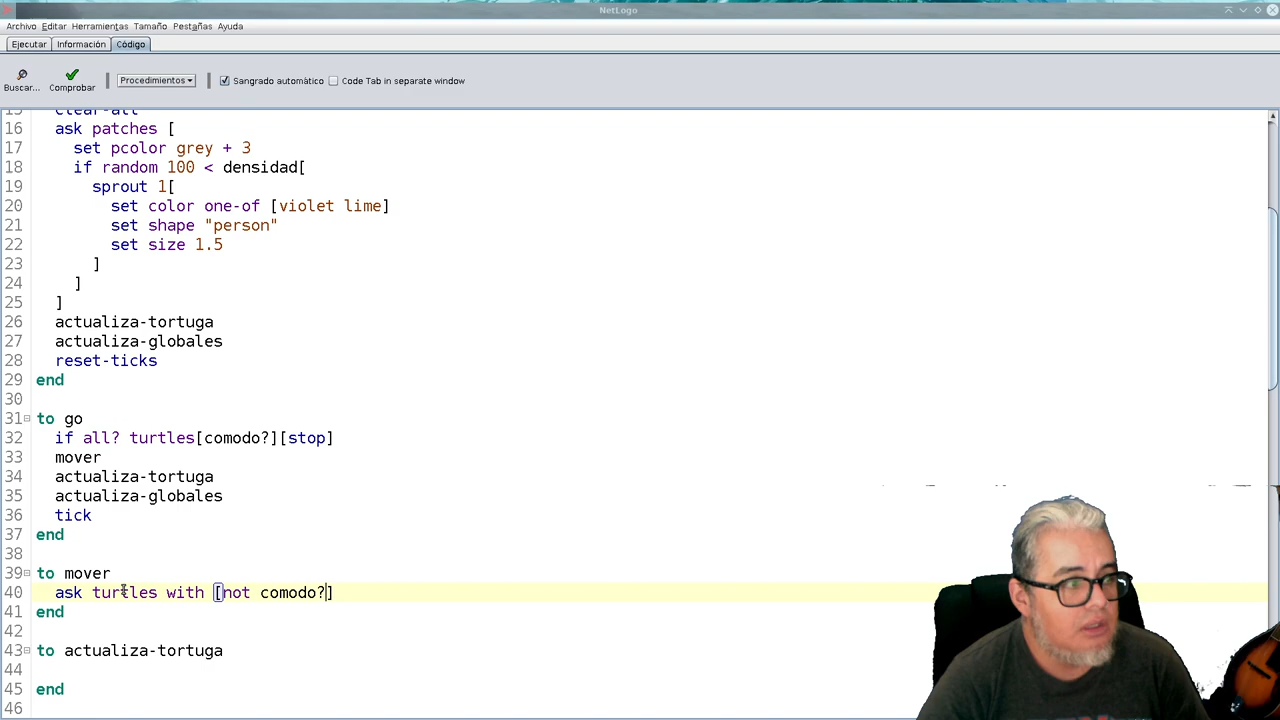 NetLogo
Archivo Editar Herramientas Tamaño Pestañas Ayuda
Ejecutar Información Código
Buscar... Comprobar Procedimientos Sangrado automático Code Tab in separate window
15 clear-all
16 ask patches [
17 set pcolor grey + 3
18 if random 100 < densidad[
19 sprout 1[
20 set color one-of [violet lime]
21 set shape "person"
22 set size 1.5
23 ]
24 ]
25 ]
26 actualiza-tortuga
27 actualiza-globales
28 reset-ticks
29 end
30
31 to go
32 if all? turtles[comodo?][stop]
33 mover
34 actualiza-tortuga
35 actualiza-globales
36 tick
37 end
38
39 to mover
40 ask turtles with [not comodo?]
41 end
42
43 to actualiza-tortuga
44
45 end
46